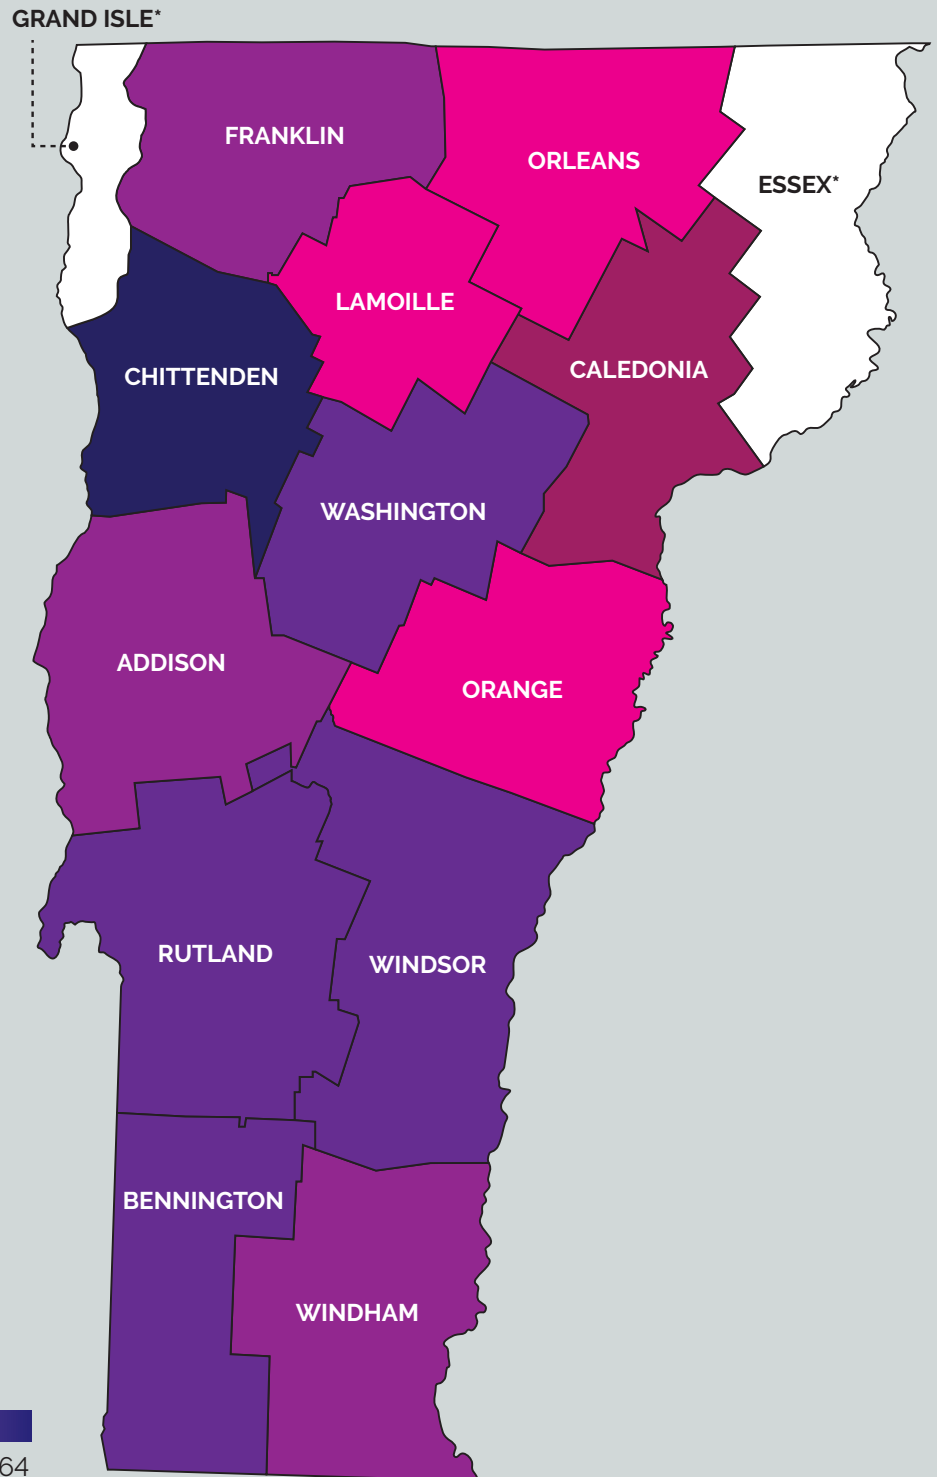 GRAND ISLE*
FRANKLIN
ORLEANS
ESSEX*
LAMOILLE
CALEDONIA
CHITTENDEN
WASHINGTON
ADDISON
ORANGE
RUTLAND
WINDSOR
BENNINGTON
WINDHAM
64